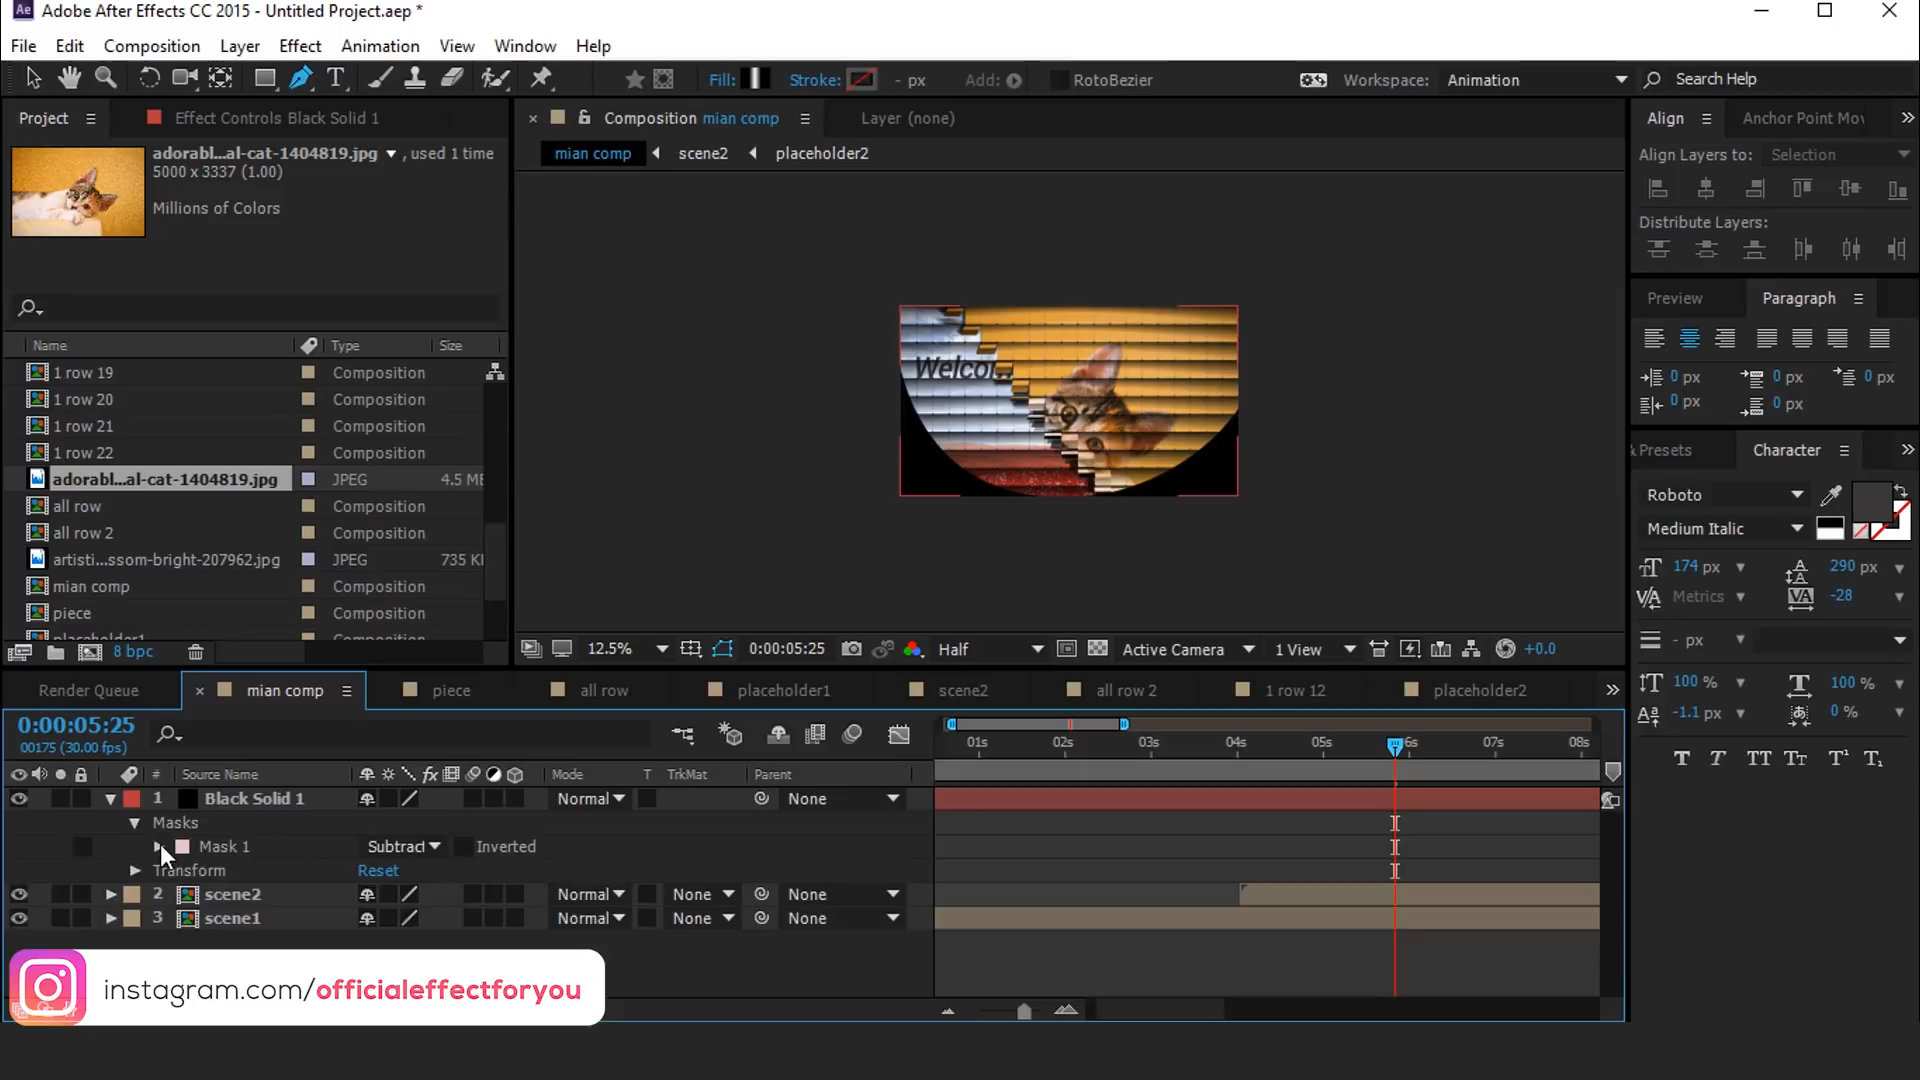 Adobe After Effects CC 2015 - Untitled Project.aep *
File Edit Composition Layer Effect Animation View Window Help
Fill: Stroke: - px Add: RotoBezier Workspace: Animation Search Help
Project Effect Controls Black Solid 1
adorabl...al-cat-1404819.jpg , used 1 time
5000 x 3337 (1.00)
Millions of Colors
Name Type Size
1 row 19 Composition
1 row 20 Composition
1 row 21 Composition
1 row 22 Composition
adorabl...al-cat-1404819.jpg JPEG 4.5 ME
all row Composition
all row 2 Composition
artisti...ssom-bright-207962.jpg JPEG 735 KI
mian comp Composition
piece Composition
placeholder1
8 bpc
Composition mian comp Layer (none)
mian comp scene2 placeholder2
Welco
12.5% 0:00:05:25 Half Active Camera 1 View +0.0
Align Anchor Point Mov
Align Layers to: Selection
Distribute Layers:
Preview Paragraph
0 px 0 px 0 px
0 px 0 px
& Presets Character
Roboto
Medium Italic
174 px 290 px
Metrics -28
- px
100 % 100 %
-1.1 px 0 %
T T TT Tt T¹ T₁
Render Queue mian comp piece all row placeholder1 scene2 all row 2 1 row 12 placeholder2
0:00:05:25
00175 (30.00 fps)
01s 02s 03s 04s 05s 6s 07s 08s
# Source Name Mode T TrkMat Parent
1 Black Solid 1 Normal None
Masks
Mask 1 Subtract Inverted
Transform Reset
2 scene2 Normal None None
3 scene1 Normal None None
instagram.com/officialeffectforyou